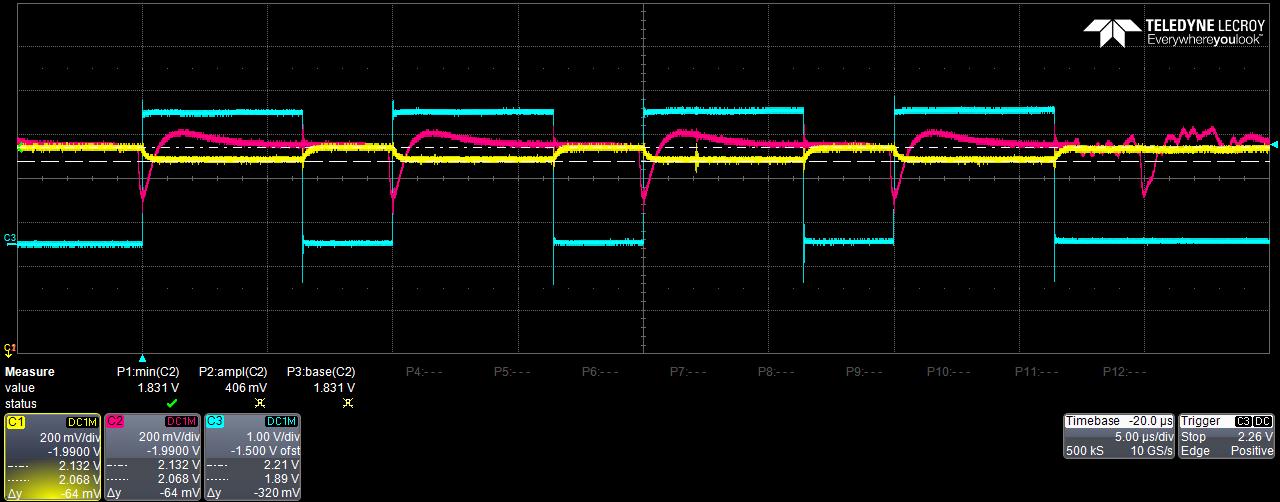 TELEDYNE LECROY
Everywhereyoulook™
C3
C1
Measure P1:min(C2) P2:ampl(C2) P3:base(C2) P4:- - - P5:- - - P6:- - - P7:- - - P8:- - - P9:- - - P10:- - - P11:- - - P12:- - -
value 1.831 V 406 mV 1.831 V
status
C1 DC1M
200 mV/div
-1.9900 V
2.132 V
2.068 V
Δy -64 mV
C2 DC1M
200 mV/div
-1.9900 V
2.132 V
2.068 V
Δy -64 mV
C3 DC1M
1.00 V/div
-1.500 V ofst
2.21 V
1.89 V
Δy -320 mV
Timebase -20.0 µs
5.00 µs/div
500 kS 10 GS/s
Trigger C3 DC
Stop 2.26 V
Edge Positive